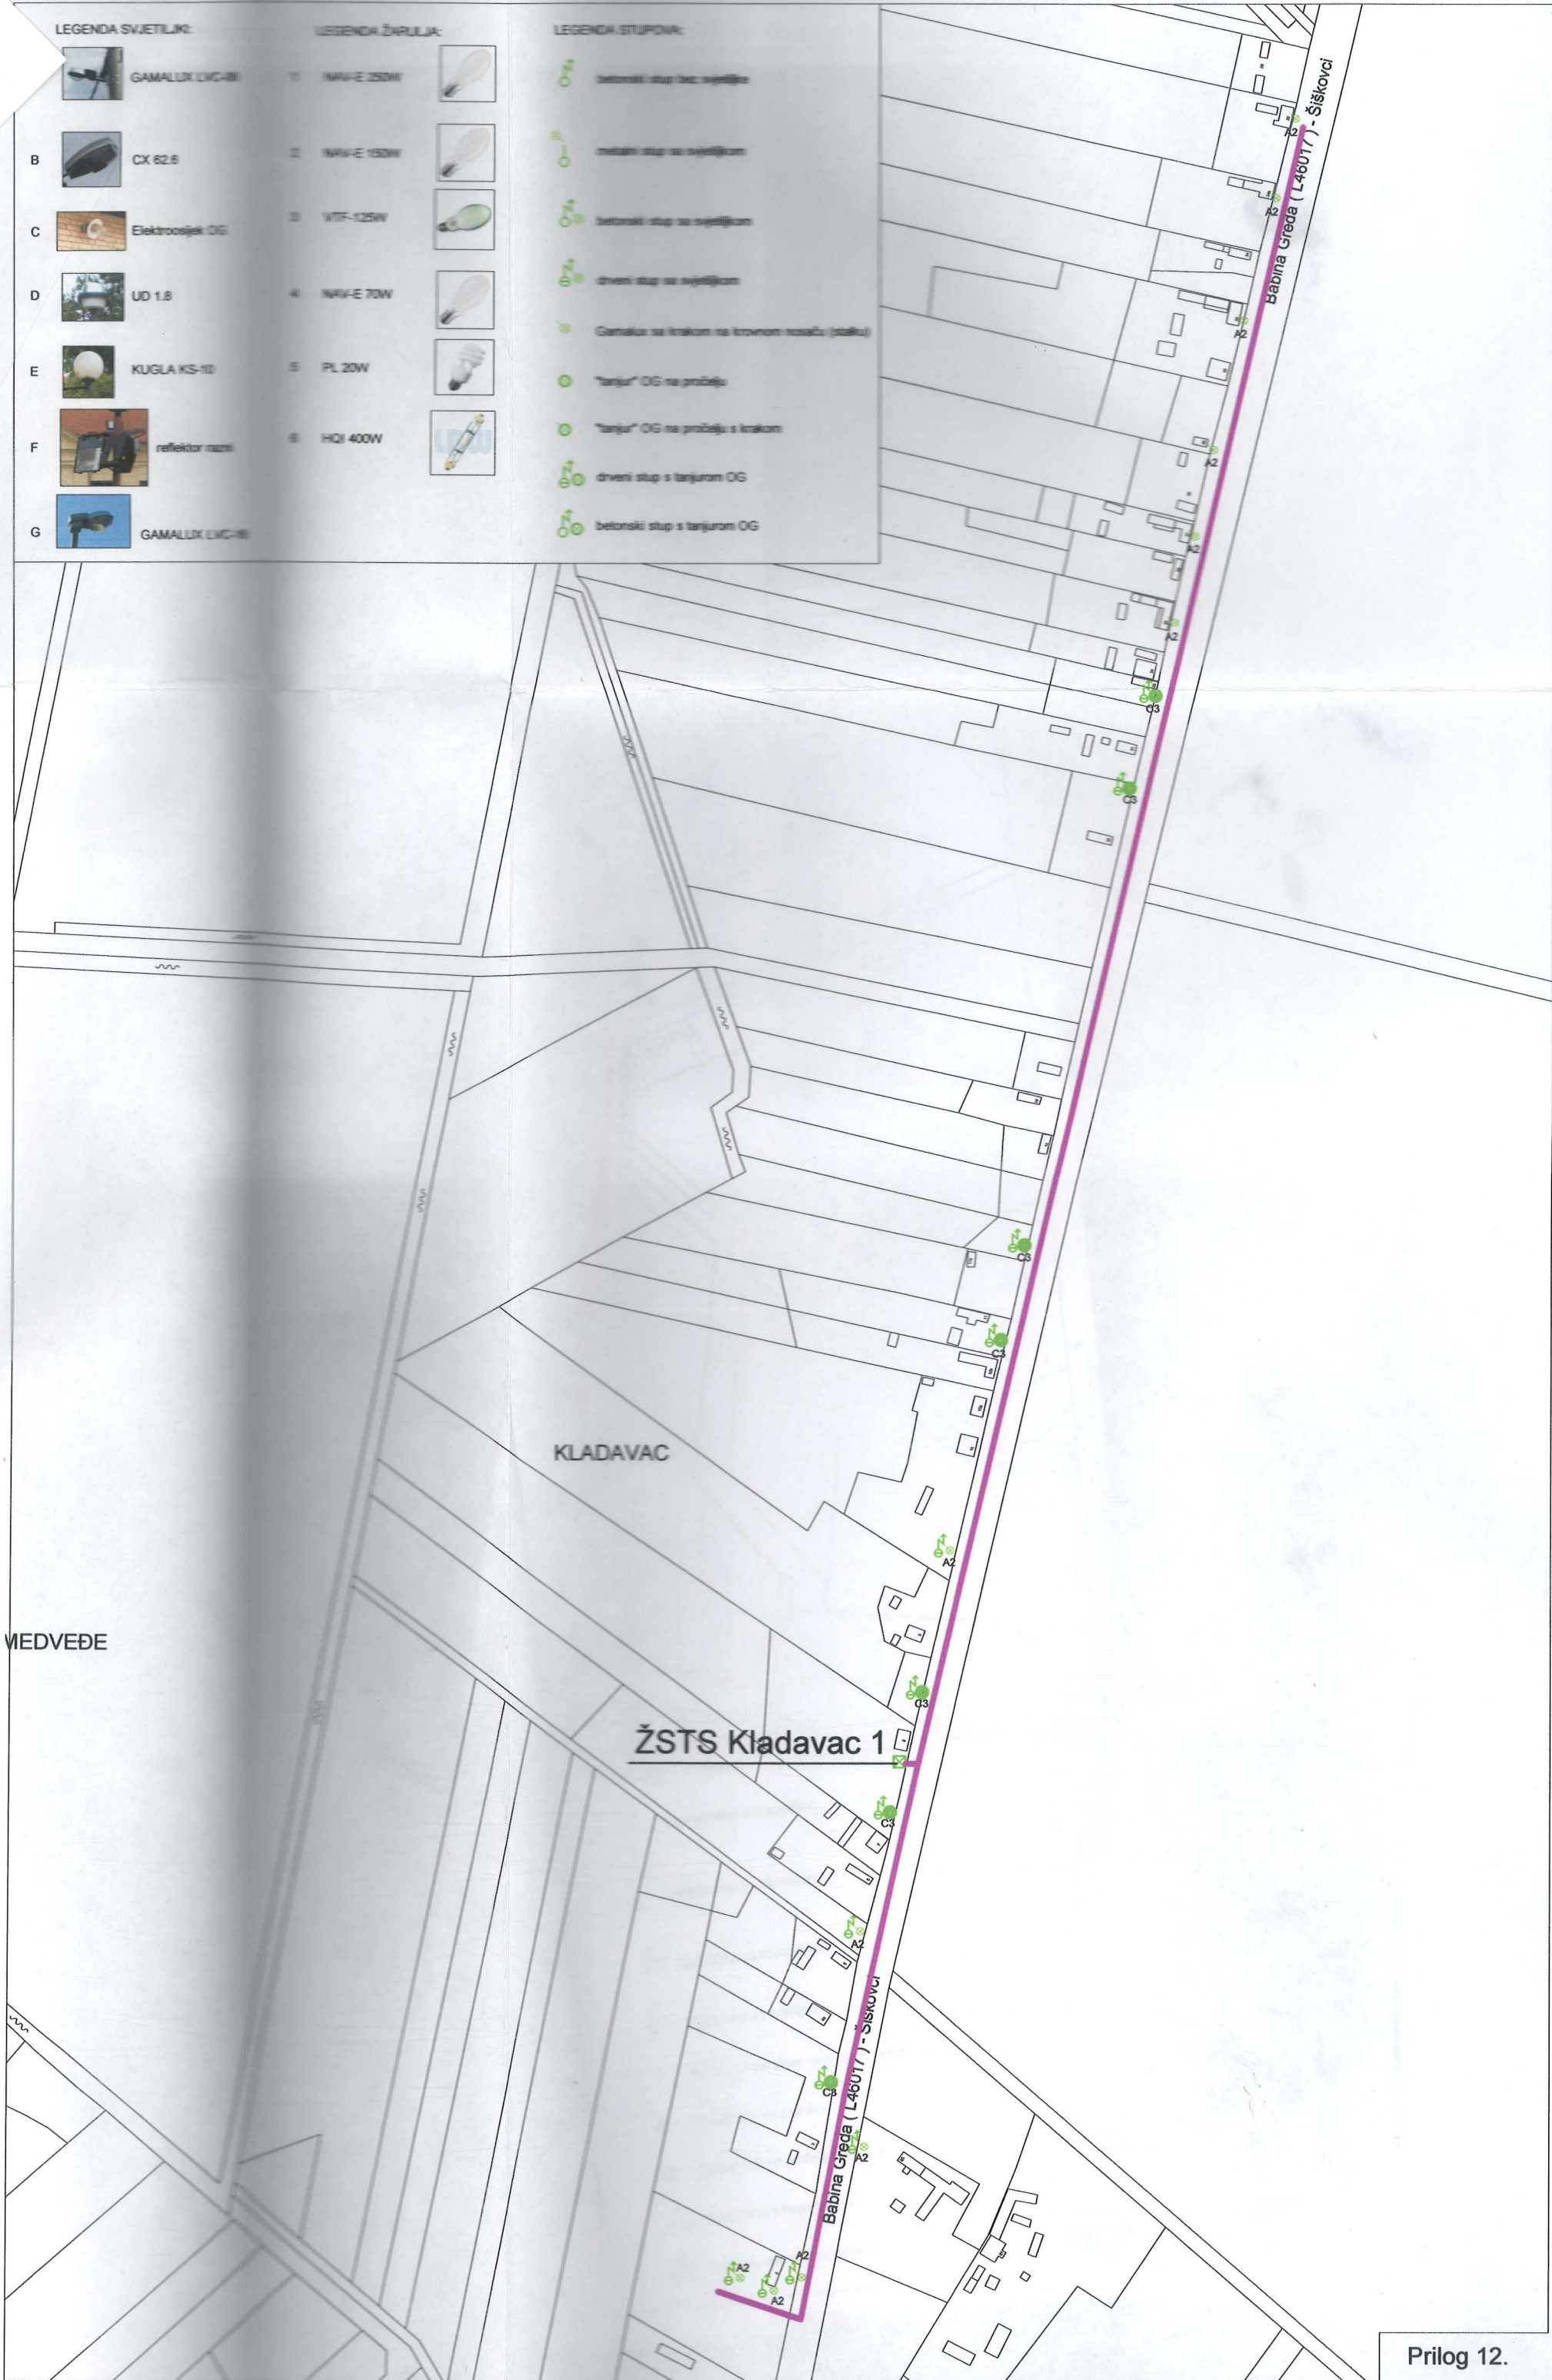 LEGENDA SVJETILJKI:
GAMALUX LVC-86
B CX 62.6
C Elektroosijek OG
D UD 1.8
E KUGLA KS-10
F reflektor razni
G GAMALUX LVC-86
LEGENDA ŽARULJA:
1 NAV-E 250W
2 NAV-E 150W
3 VTF-125W
4 NAV-E 70W
5 PL 20W
6 HQI 400W
LEGENDA STUPOVA:
betonski stup bez svjetiljke
metalni stup sa svjetiljkom
betonski stup sa svjetiljkom
drveni stup sa svjetiljkom
Gamalux sa krakom na krovnom nosaču (stalku)
"tanjur" OG na pročelju
"tanjur" OG na pročelju s krakom
drveni stup s tanjurom OG
betonski stup s tanjurom OG
Babina Greda ( L46017 ) - Šiškovci
A2
A2
A2
A2
A2
A2
C3
C3
C3
C3
KLADAVAC
A2
MEDVEĐE
C3
ŽSTS Kladavac 1
C3
A2
Babina Greda ( L46017 ) - Šiškovci
C3
A2
A2
A2
A2
Prilog 12.